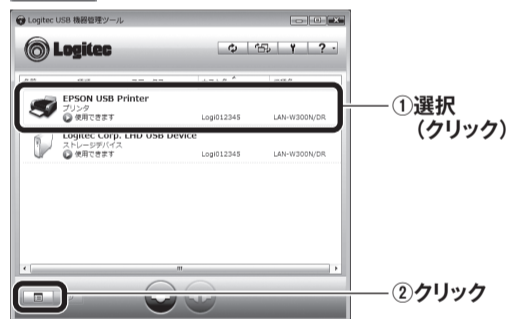 Logitec USB 機器管理ツール
Logitec
EPSON USB Printer
プリンタ
使用できます
Logi012345
LAN-W300N/DR
Logitec Corp. LHD USB Device
ストレージデバイス
使用できます
Logi012345
LAN-W300N/DR
①選択
(クリック)
②クリック